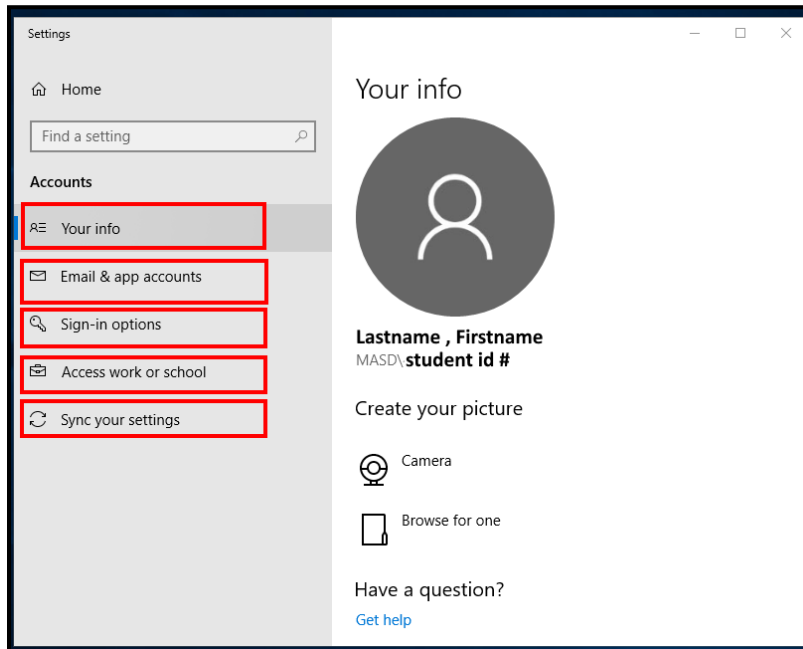 Settings
Home
Find a setting
Accounts
Your info
Email & app accounts
Sign-in options
Access work or school
Sync your settings
Your info
Lastname , Firstname
MASD\student id #
Create your picture
Camera
Browse for one
Have a question?
Get help